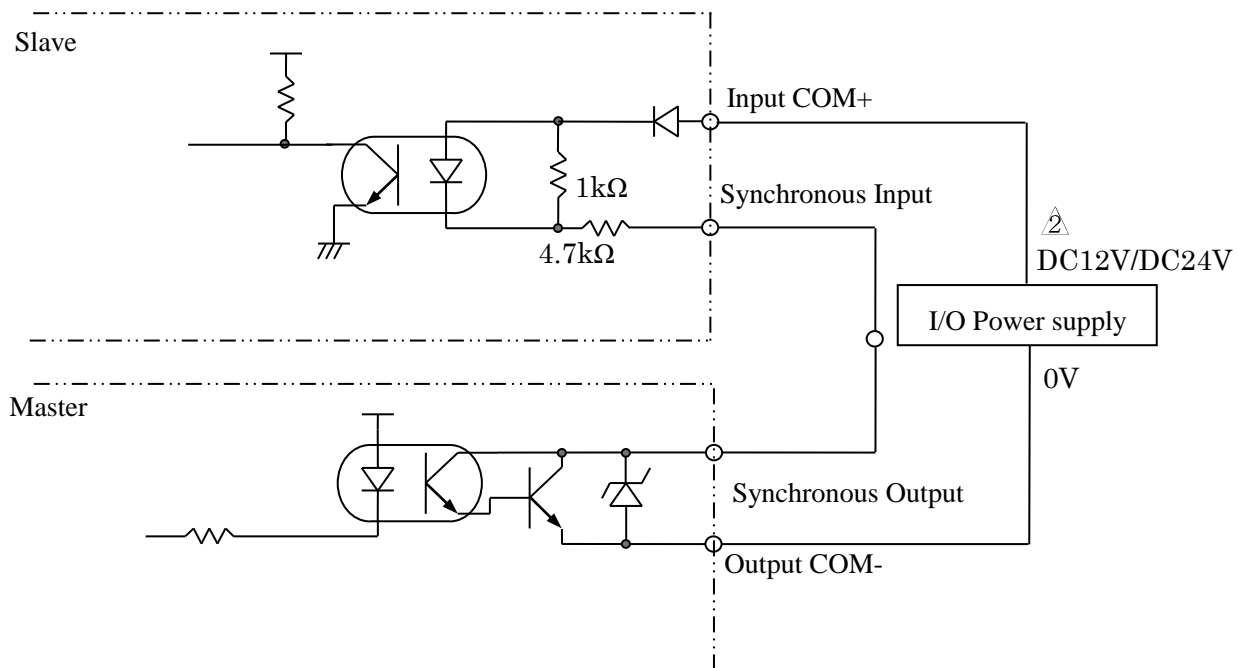 Slave
Input COM+
1kΩ
Synchronous Input
4.7kΩ
2
DC12V/DC24V
I/O Power supply
0V
Master
Synchronous Output
Output COM-